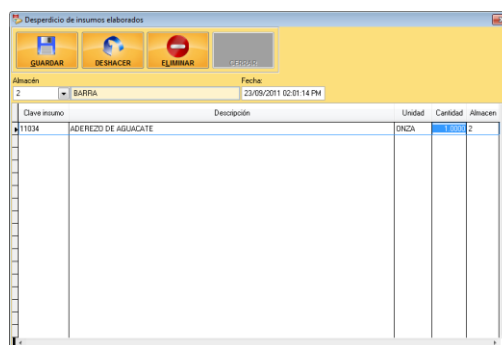 Desperdicio de insumos elaborados
GUARDAR DESHACER ELIMINAR CERRAR
Almacén Fecha:
2 BARRA 23/09/2011 02:01:14 PM
Clave insumo Descripción Unidad Cantidad Almacen
11034 ADEREZO DE AGUACATE ONZA 1.0000 2